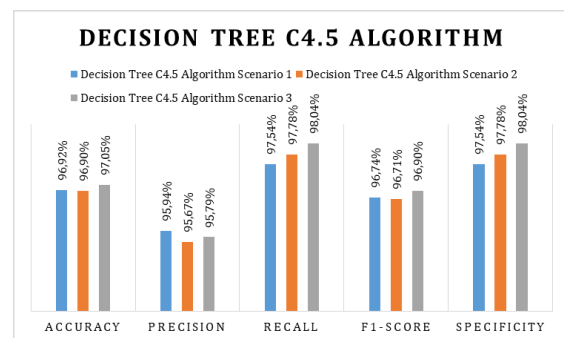 DECISION TREE C4.5 ALGORITHM
Decision Tree C4.5 Algorithm Scenario 1 Decision Tree C4.5 Algorithm Scenario 2
Decision Tree C4.5 Algorithm Scenario 3
96,92% 96,90% 97,05% 95,94% 95,67% 95,79% 97,54% 97,78% 98,04% 96,74% 96,71% 96,90% 97,54% 97,78% 98,04%
ACCURACY PRECISION RECALL F1-SCORE SPECIFICITY